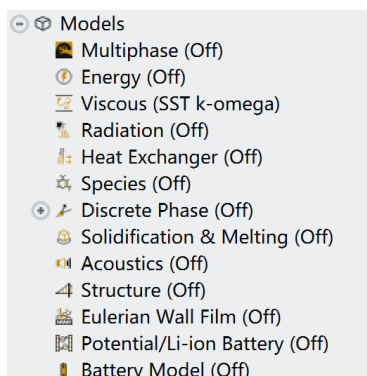 Models
Multiphase (Off)
Energy (Off)
Viscous (SST k-omega)
Radiation (Off)
Heat Exchanger (Off)
Species (Off)
Discrete Phase (Off)
Solidification & Melting (Off)
Acoustics (Off)
Structure (Off)
Eulerian Wall Film (Off)
Potential/Li-ion Battery (Off)
Battery Model (Off)